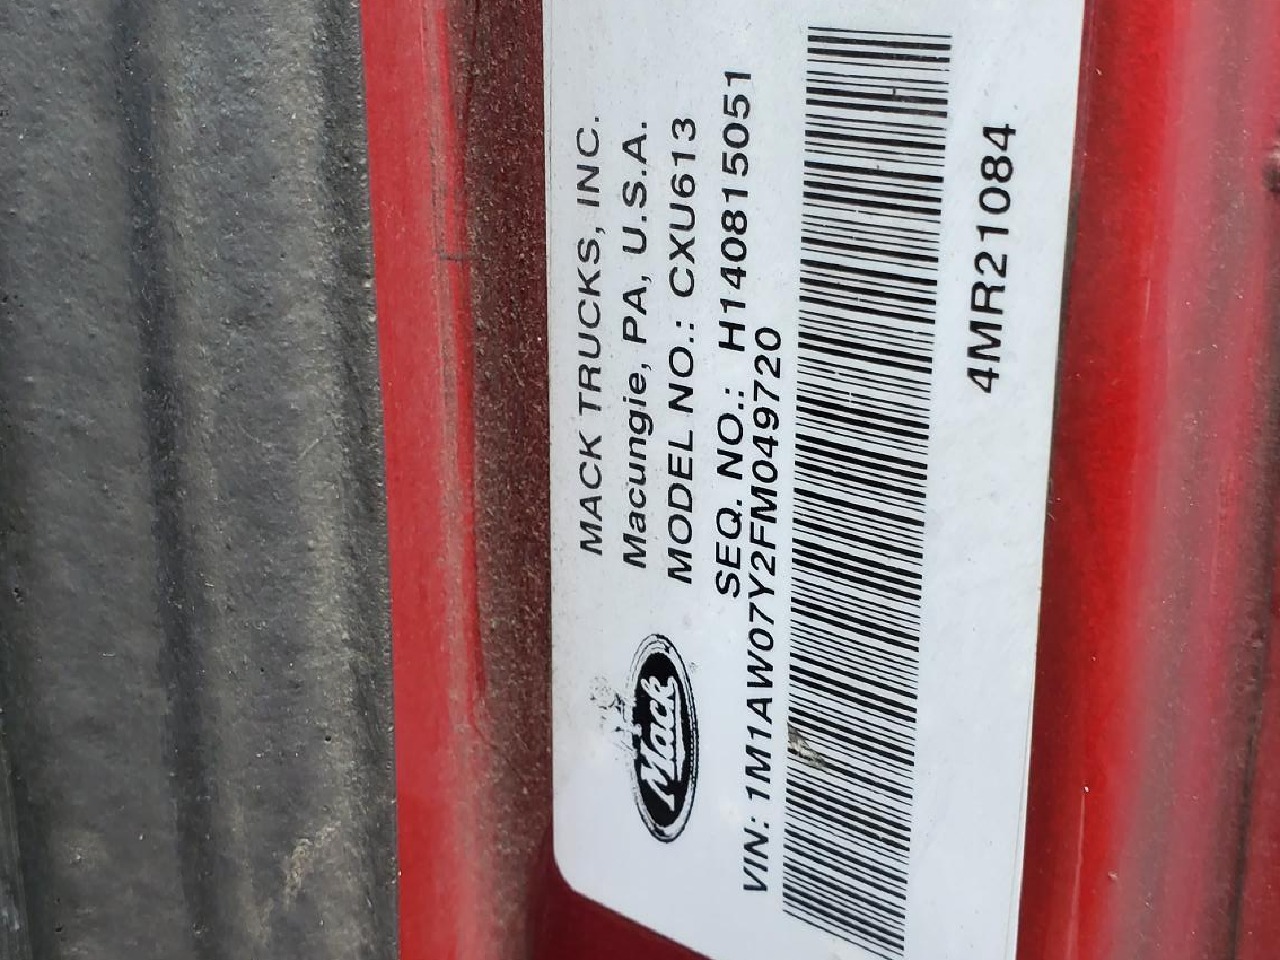 MACK TRUCKS, INC.
Macungie, PA, U.S.A.
MODEL NO.: CXU613
SEQ. NO.: H140815051
Mack
VIN: 1M1AW07Y2FM049720
4MR21084